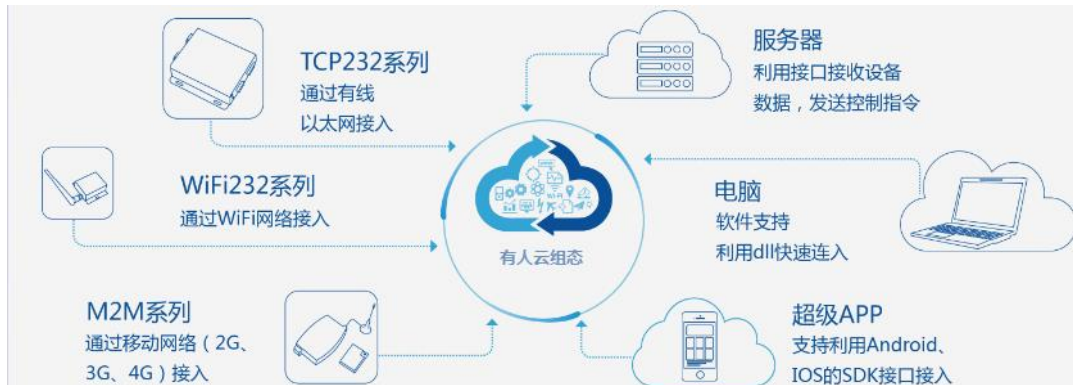 TCP232系列
通过有线
以太网接入
WiFi232系列
通过WiFi网络接入
M2M系列
通过移动网络（2G、
3G、4G）接入
有人云组态
服务器
利用接口接收设备
数据，发送控制指令
电脑
软件支持
利用dll快速连入
超级APP
支持利用Android、
IOS的SDK接口接入